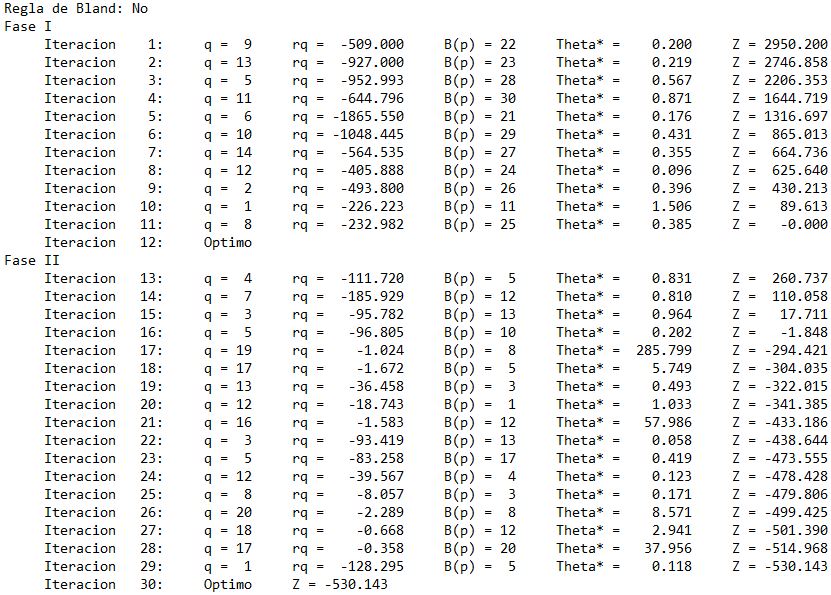 Regla de Bland: No
Fase I
Iteracion 1: q = 9 rq = -509.000 B(p) = 22 Theta* = 0.200 Z = 2950.200
Iteracion 2: q = 13 rq = -927.000 B(p) = 23 Theta* = 0.219 Z = 2746.858
Iteracion 3: q = 5 rq = -952.993 B(p) = 28 Theta* = 0.567 Z = 2206.353
Iteracion 4: q = 11 rq = -644.796 B(p) = 30 Theta* = 0.871 Z = 1644.719
Iteracion 5: q = 6 rq = -1865.550 B(p) = 21 Theta* = 0.176 Z = 1316.697
Iteracion 6: q = 10 rq = -1048.445 B(p) = 29 Theta* = 0.431 Z = 865.013
Iteracion 7: q = 14 rq = -564.535 B(p) = 27 Theta* = 0.355 Z = 664.736
Iteracion 8: q = 12 rq = -405.888 B(p) = 24 Theta* = 0.096 Z = 625.640
Iteracion 9: q = 2 rq = -493.800 B(p) = 26 Theta* = 0.396 Z = 430.213
Iteracion 10: q = 1 rq = -226.223 B(p) = 11 Theta* = 1.506 Z = 89.613
Iteracion 11: q = 8 rq = -232.982 B(p) = 25 Theta* = 0.385 Z = -0.000
Iteracion 12: Optimo
Fase II
Iteracion 13: q = 4 rq = -111.720 B(p) = 5 Theta* = 0.831 Z = 260.737
Iteracion 14: q = 7 rq = -185.929 B(p) = 12 Theta* = 0.810 Z = 110.058
Iteracion 15: q = 3 rq = -95.782 B(p) = 13 Theta* = 0.964 Z = 17.711
Iteracion 16: q = 5 rq = -96.805 B(p) = 10 Theta* = 0.202 Z = -1.848
Iteracion 17: q = 19 rq = -1.024 B(p) = 8 Theta* = 285.799 Z = -294.421
Iteracion 18: q = 17 rq = -1.672 B(p) = 5 Theta* = 5.749 Z = -304.035
Iteracion 19: q = 13 rq = -36.458 B(p) = 3 Theta* = 0.493 Z = -322.015
Iteracion 20: q = 12 rq = -18.743 B(p) = 1 Theta* = 1.033 Z = -341.385
Iteracion 21: q = 16 rq = -1.583 B(p) = 12 Theta* = 57.986 Z = -433.186
Iteracion 22: q = 3 rq = -93.419 B(p) = 13 Theta* = 0.058 Z = -438.644
Iteracion 23: q = 5 rq = -83.258 B(p) = 17 Theta* = 0.419 Z = -473.555
Iteracion 24: q = 12 rq = -39.567 B(p) = 4 Theta* = 0.123 Z = -478.428
Iteracion 25: q = 8 rq = -8.057 B(p) = 3 Theta* = 0.171 Z = -479.806
Iteracion 26: q = 20 rq = -2.289 B(p) = 8 Theta* = 8.571 Z = -499.425
Iteracion 27: q = 18 rq = -0.668 B(p) = 12 Theta* = 2.941 Z = -501.390
Iteracion 28: q = 17 rq = -0.358 B(p) = 20 Theta* = 37.956 Z = -514.968
Iteracion 29: q = 1 rq = -128.295 B(p) = 5 Theta* = 0.118 Z = -530.143
Iteracion 30: Optimo Z = -530.143